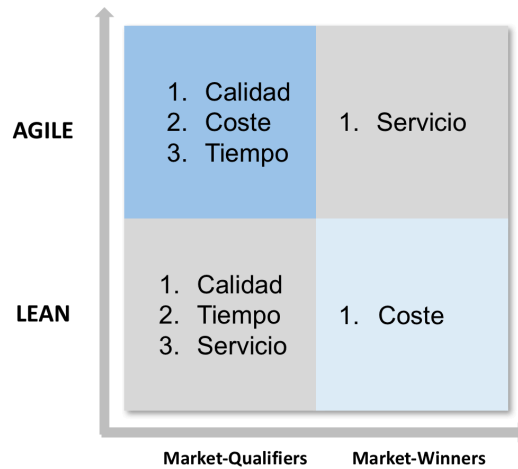 AGILE
1. Calidad
2. Coste
3. Tiempo
1. Servicio
LEAN
1. Calidad
2. Tiempo
3. Servicio
1. Coste
Market-Qualifiers
Market-Winners